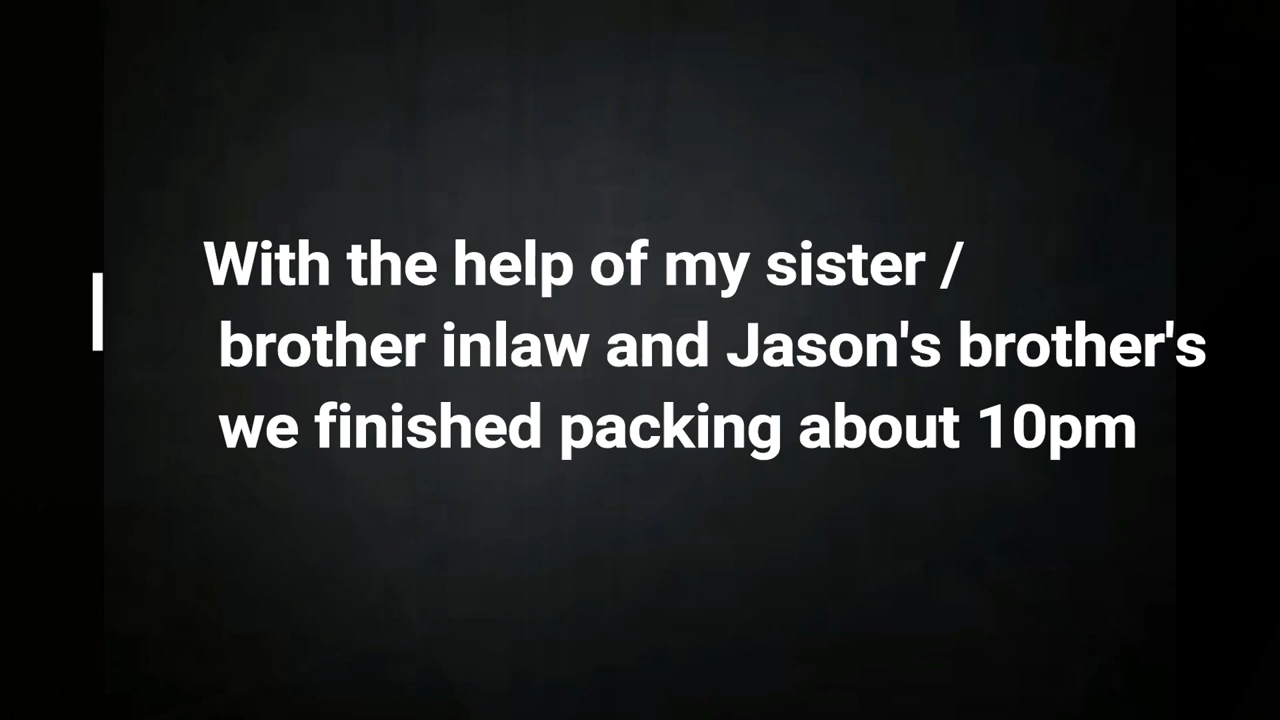 With the help of my sister /
brother inlaw and Jason's brother's
we finished packing about 10pm